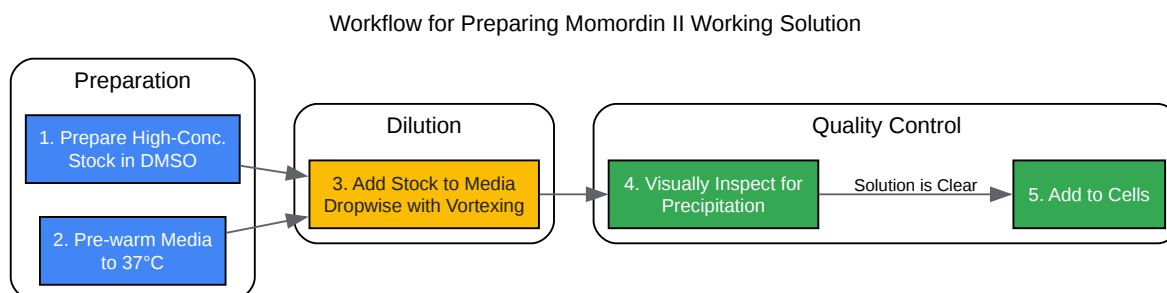 Workflow for Preparing Momordin II Working Solution
Preparation
1. Prepare High-Conc.
Stock in DMSO
2. Pre-warm Media
to 37°C
Dilution
3. Add Stock to Media
Dropwise with Vortexing
Quality Control
4. Visually Inspect for
Precipitation
Solution is Clear
5. Add to Cells